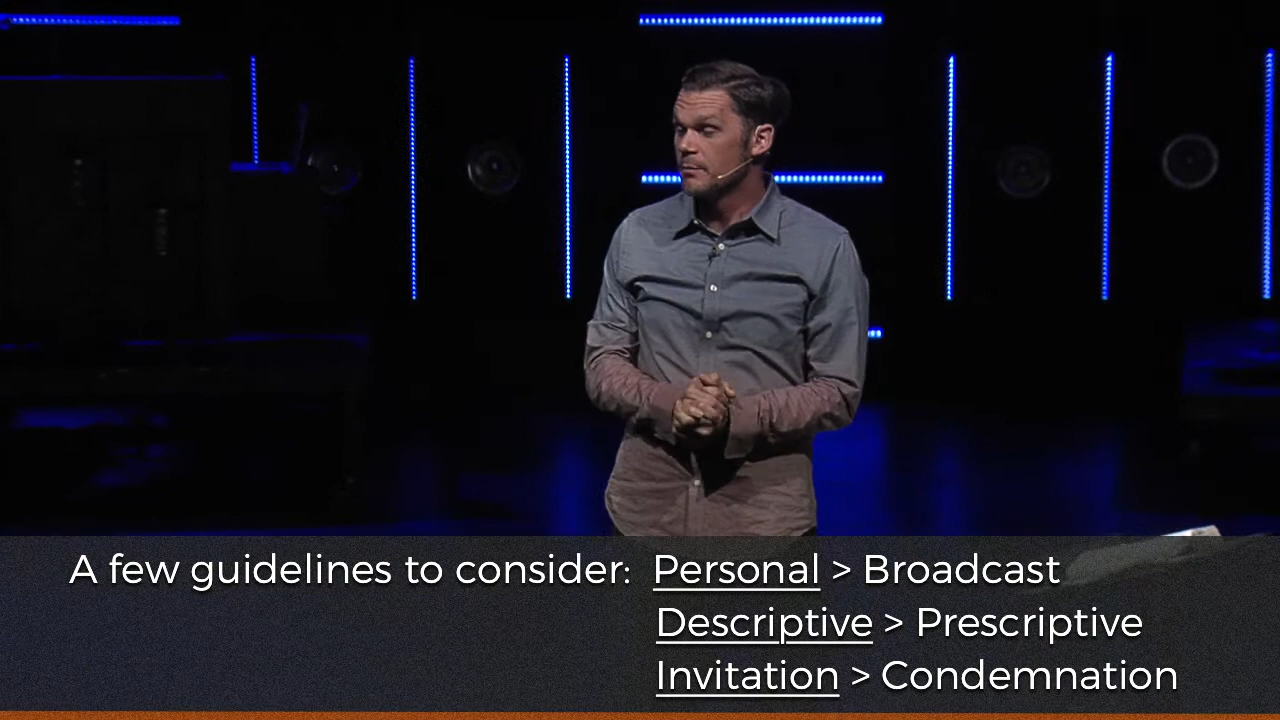 A few guidelines to consider: Personal > Broadcast
Descriptive > Prescriptive
Invitation > Condemnation